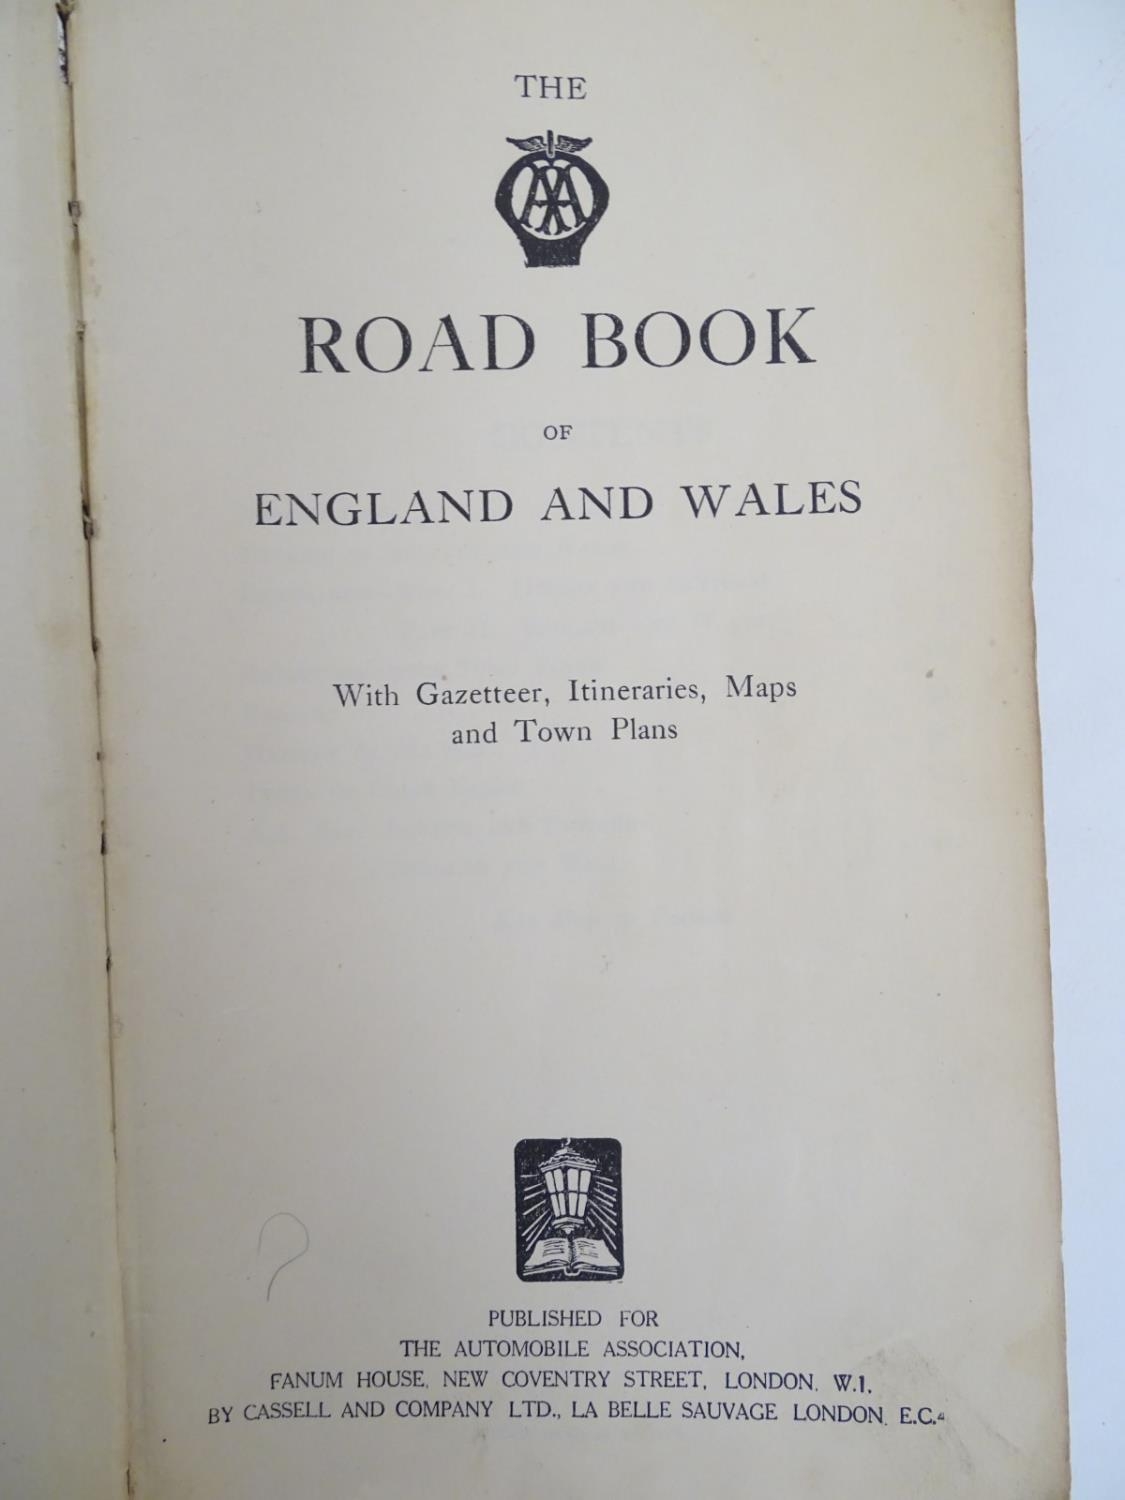 THE
AA
ROAD BOOK
OF
ENGLAND AND WALES
With Gazetteer, Itineraries, Maps
and Town Plans
PUBLISHED FOR
THE AUTOMOBILE ASSOCIATION,
FANUM HOUSE, NEW COVENTRY STREET, LONDON. W.1.
BY CASSELL AND COMPANY LTD., LA BELLE SAUVAGE LONDON. E.C.4